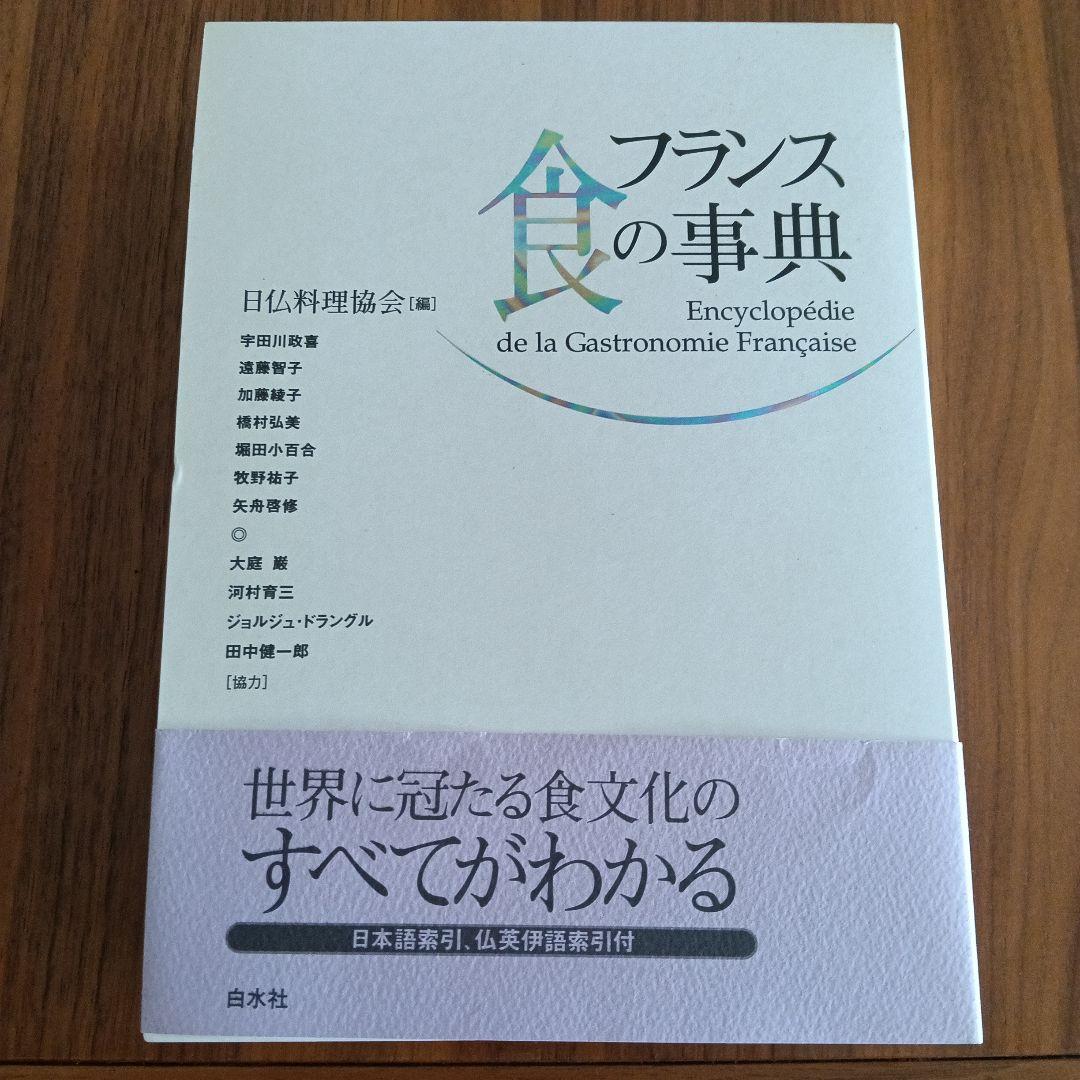 フランス
食の事典
Encyclopédie
de la Gastronomie Française
日仏料理協会[編]
宇田川政喜
遠藤智子
加藤綾子
橋村弘美
堀田小百合
牧野祐子
矢舟啓修
◎
大庭 巌
河村育三
ジョルジュ・ドラングル
田中健一郎
[協力]
世界に冠たる食文化の
すべてがわかる
日本語索引、仏英伊語索引付
白水社